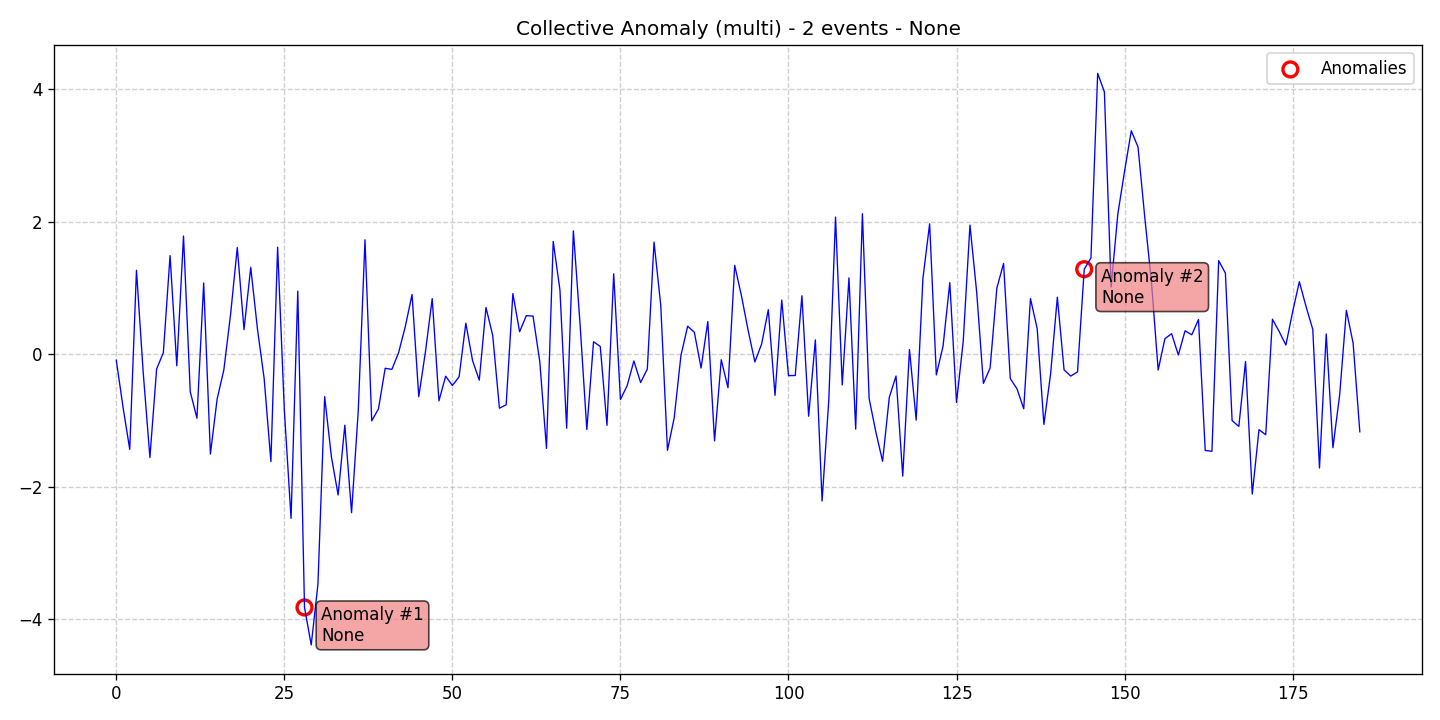 Collective Anomaly (multi) - 2 events - None
Anomalies
4
2
0
−2
−4
Anomaly #2
None
Anomaly #1
None
0 25 50 75 100 125 150 175